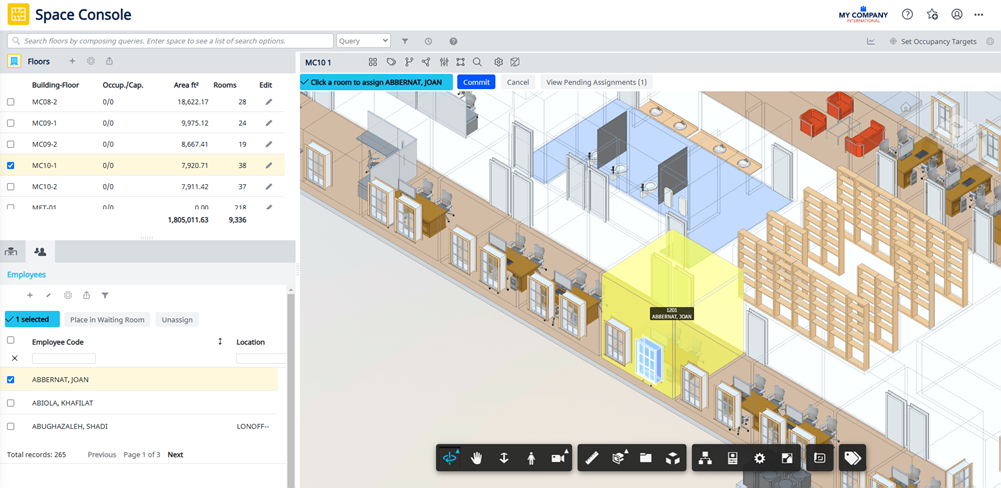 Space Console
MY COMPANY
INTERNATIONAL
Search floors by composing queries. Enter space to see a list of search options.
Query
Set Occupancy Targets
Floors
MC10 1
Click a room to assign ABBERNAT, JOAN
Commit
Cancel
View Pending Assignments (1)
Building-Floor Occup./Cap. Area ft² Rooms Edit
MC08-2 0/0 18,622.17 28
MC09-1 0/0 9,975.12 24
MC09-2 0/0 8,667.41 19
MC10-1 0/0 7,920.71 38
MC10-2 0/0 7,911.42 37
MET-01 0/0 0.00 218
1,805,011.63 9,336
Employees
1 selected
Place in Waiting Room
Unassign
Employee Code
Location
ABBERNAT, JOAN
ABIOLA, KHAFILAT
ABUGHAZALEH, SHADI LONOFF--
Total records: 265 Previous Page 1 of 3 Next
1201
ABBERNAT, JOAN